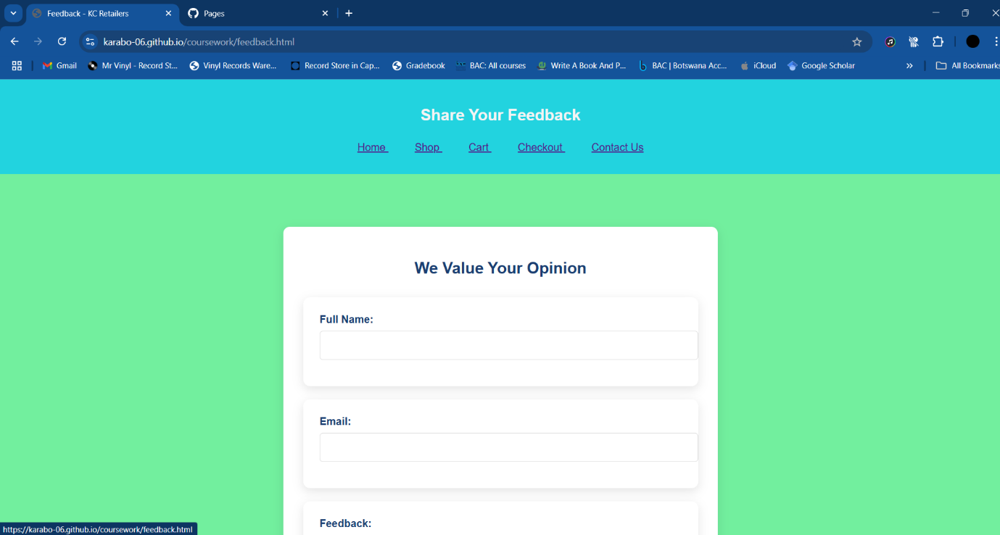 Feedback - KC Retailers
Pages
karabo-06.github.io/coursework/feedback.html
Gmail
Mr Vinyl - Record St...
Vinyl Records Ware...
Record Store in Cap...
Gradebook
BAC: All courses
Write A Book And P...
BAC | Botswana Acc...
iCloud
Google Scholar
All Bookmarks
Share Your Feedback
Home Shop Cart Checkout Contact Us
We Value Your Opinion
Full Name:
Email:
Feedback:
https://karabo-06.github.io/coursework/feedback.html